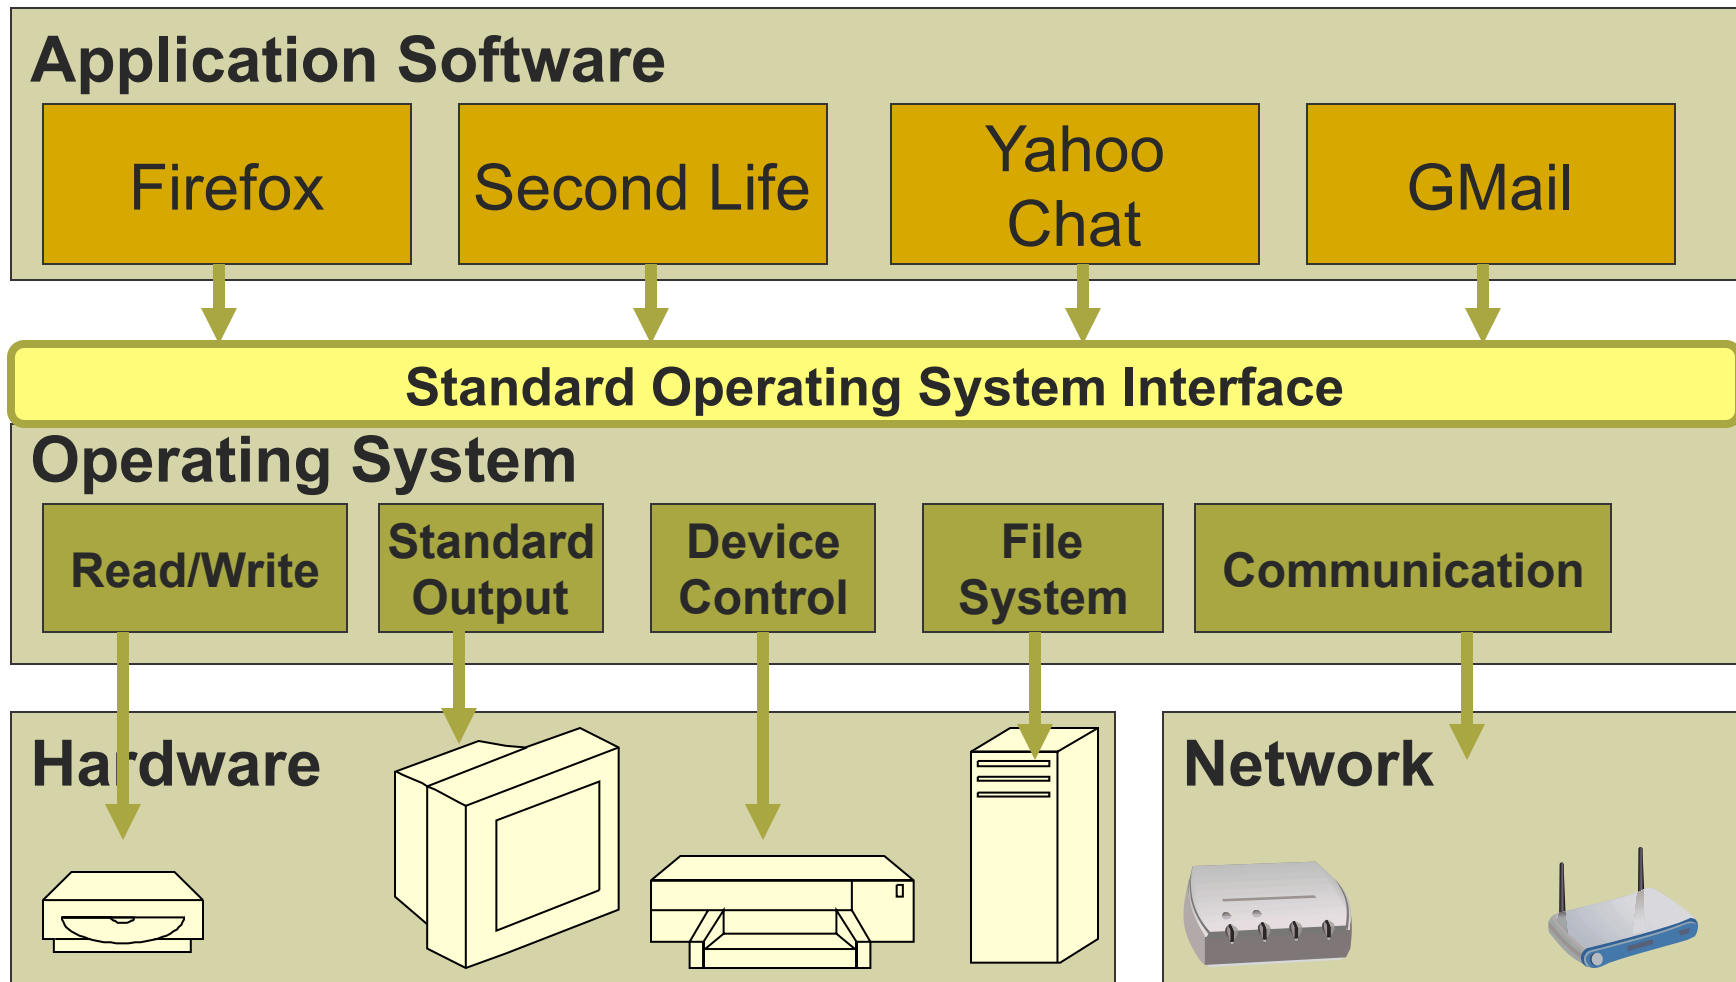 Application Software
Firefox
Second Life
Yahoo
Chat
GMail
Standard Operating System Interface
Operating System
Read/Write
Standard
Output
Device
Control
File
System
Communication
Hardware
Network